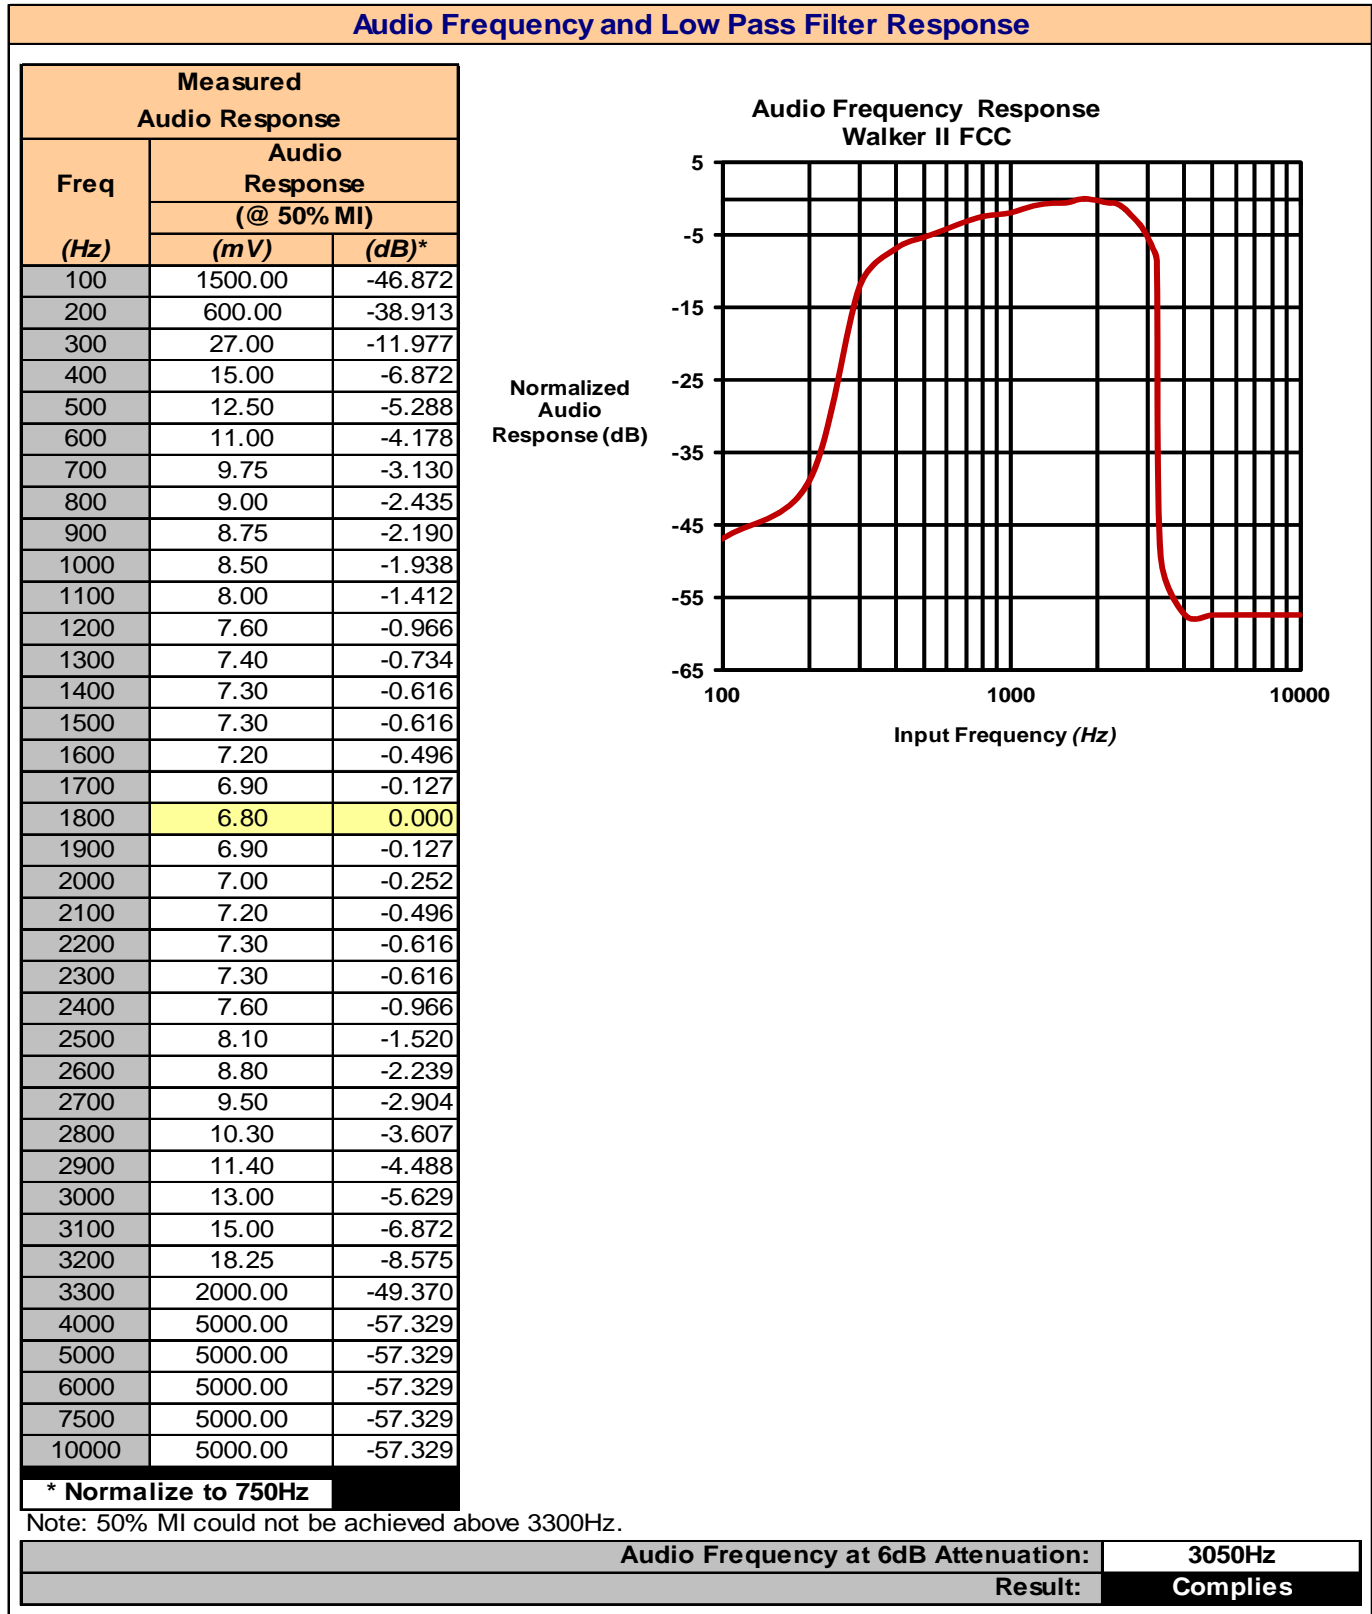 Audio Frequency and Low Pass Filter Response
Measured
Audio Response
Freq
Audio
Response
(@ 50% MI)
(Hz) (mV) (dB)*
100 1500.00 -46.872
200 600.00 -38.913
300 27.00 -11.977
400 15.00 -6.872
500 12.50 -5.288
600 11.00 -4.178
700 9.75 -3.130
800 9.00 -2.435
900 8.75 -2.190
1000 8.50 -1.938
1100 8.00 -1.412
1200 7.60 -0.966
1300 7.40 -0.734
1400 7.30 -0.616
1500 7.30 -0.616
1600 7.20 -0.496
1700 6.90 -0.127
1800 6.80 0.000
1900 6.90 -0.127
2000 7.00 -0.252
2100 7.20 -0.496
2200 7.30 -0.616
2300 7.30 -0.616
2400 7.60 -0.966
2500 8.10 -1.520
2600 8.80 -2.239
2700 9.50 -2.904
2800 10.30 -3.607
2900 11.40 -4.488
3000 13.00 -5.629
3100 15.00 -6.872
3200 18.25 -8.575
3300 2000.00 -49.370
4000 5000.00 -57.329
5000 5000.00 -57.329
6000 5000.00 -57.329
7500 5000.00 -57.329
10000 5000.00 -57.329
* Normalize to 750Hz
Audio Frequency Response
Walker II FCC
Normalized
Audio
Response (dB)
5
-5
-15
-25
-35
-45
-55
-65
100 1000 10000
Input Frequency (Hz)
Note: 50% MI could not be achieved above 3300Hz.
Audio Frequency at 6dB Attenuation: 3050Hz
Result: Complies